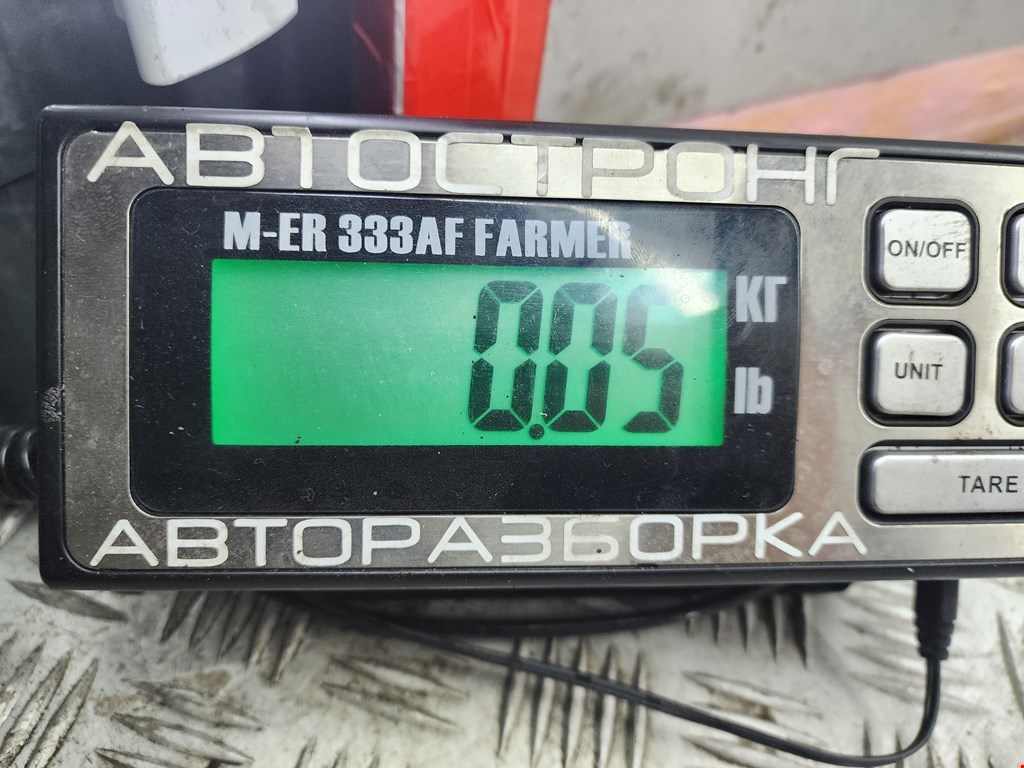 АВТОСТРОНГ
M-ER 333AF FARMER
0.05
КГ
lb
ON/OFF
UNIT
TARE
АВТОРАЗБОРКА